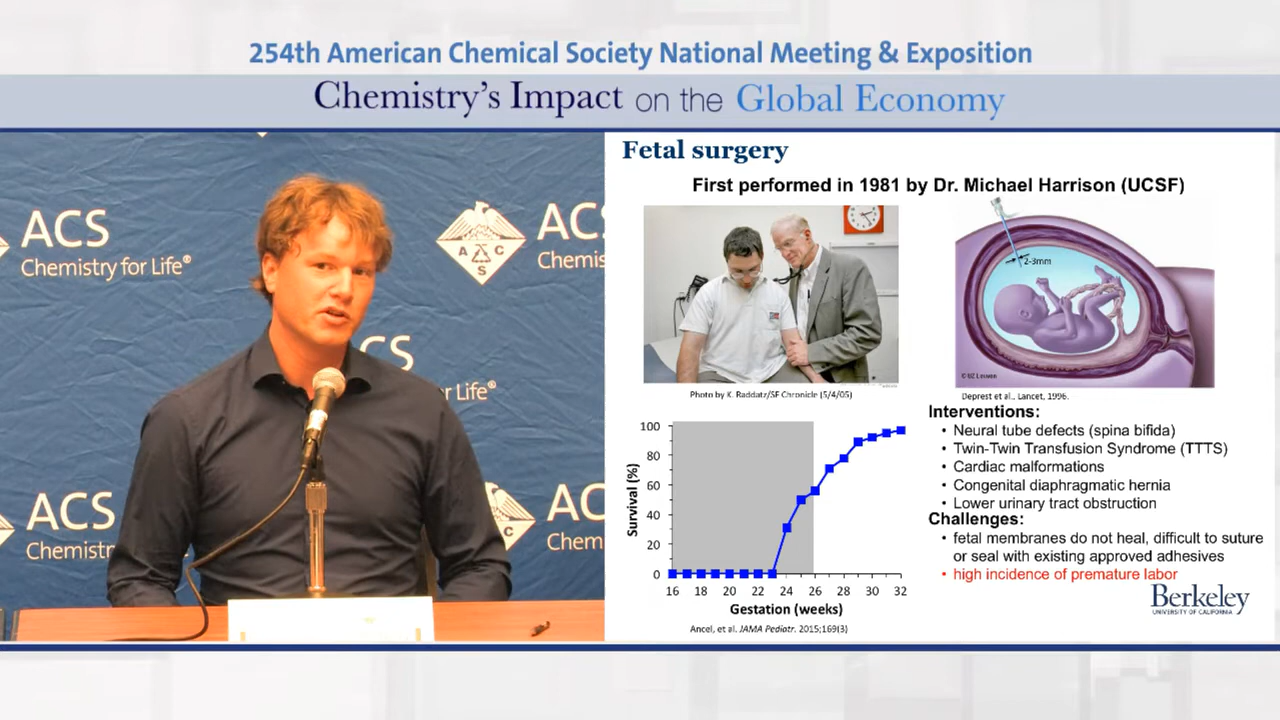 254th American Chemical Society National Meeting & Exposition
Chemistry's Impact on the Global Economy
ACS
Chemistry for Life®
A C S
ACS
Chemis
CS
r Life®
ACS
Chemistr
C
S
AC
Chem
Fetal surgery
First performed in 1981 by Dr. Michael Harrison (UCSF)
2-3mm
Photo by K. Raddatz/SF Chronicle (5/4/05)
Deprest et al., Lancet, 1996.
Interventions:
• Neural tube defects (spina bifida)
• Twin-Twin Transfusion Syndrome (TTTS)
• Cardiac malformations
• Congenital diaphragmatic hernia
• Lower urinary tract obstruction
Challenges:
• fetal membranes do not heal, difficult to suture
or seal with existing approved adhesives
• high incidence of premature labor
Survival (%)
100
80
60
40
20
0
16 18 20 22 24 26 28 30 32
Gestation (weeks)
Ancel, et al. JAMA Pediatr. 2015;169(3)
Berkeley
UNIVERSITY OF CALIFORNIA